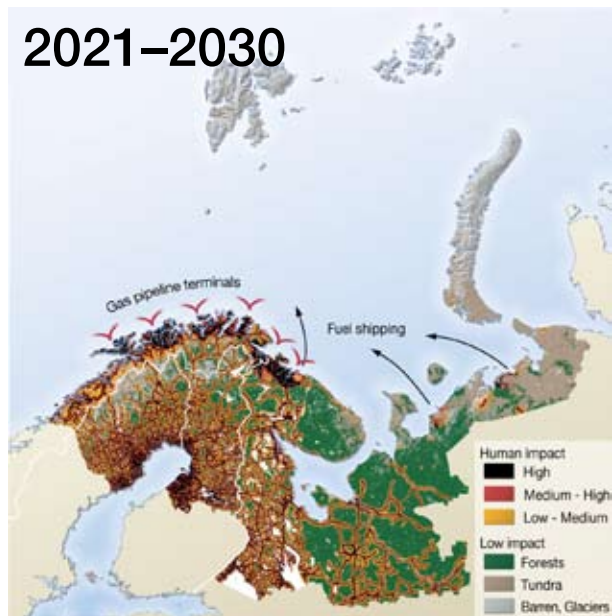 2021–2030
Gas pipeline terminals
Fuel shipping
Human impact
High
Medium - High
Low - Medium
Low impact
Forests
Tundra
Barren, Glaciers